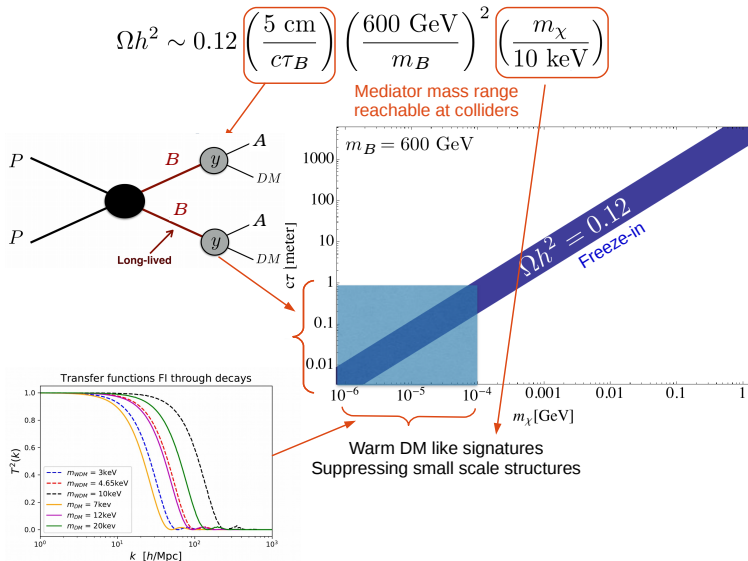 Ωh² ~ 0.12 (5 cm / cτ_B) (600 GeV / m_B)² (m_χ / 10 keV)
Mediator mass range
reachable at colliders
P
P
B
B
y
y
A
DM
A
DM
Long-lived
m_B = 600 GeV
Ωh² = 0.12
Freeze-in
cτ [meter]
1000
100
10
1
0.1
0.01
10⁻⁶
10⁻⁵
10⁻⁴
0.001
0.01
0.1
1
m_χ[GeV]
Warm DM like signatures
Suppressing small scale structures
Transfer functions FI through decays
T²(k)
1.0
0.8
0.6
0.4
0.2
0.0
m_WDM = 3keV
m_WDM = 4.65keV
m_WDM = 10keV
m_DM = 7kev
m_DM = 12keV
m_DM = 20kev
10⁰
10¹
10²
10³
k [h/Mpc]